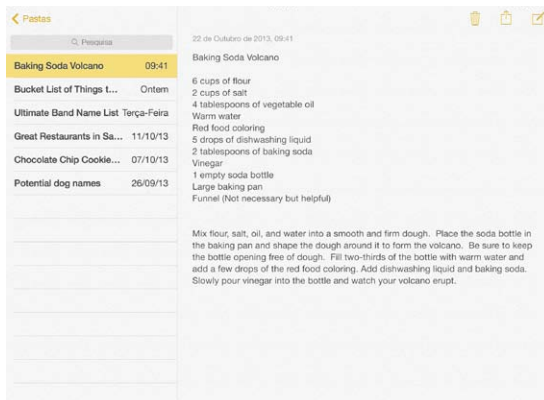 Pastas
Pesquisa
Baking Soda Volcano 09:41
Bucket List of Things t... Ontem
Ultimate Band Name List Terça-Feira
Great Restaurants in Sa... 11/10/13
Chocolate Chip Cookie... 07/10/13
Potential dog names 26/09/13
22 de Outubro de 2013, 09:41
Baking Soda Volcano
6 cups of flour
2 cups of salt
4 tablespoons of vegetable oil
Warm water
Red food coloring
5 drops of dishwashing liquid
2 tablespoons of baking soda
Vinegar
1 empty soda bottle
Large baking pan
Funnel (Not necessary but helpful)
Mix flour, salt, oil, and water into a smooth and firm dough. Place the soda bottle in
the baking pan and shape the dough around it to form the volcano. Be sure to keep
the bottle opening free of dough. Fill two-thirds of the bottle with warm water and
add a few drops of the red food coloring. Add dishwashing liquid and baking soda.
Slowly pour vinegar into the bottle and watch your volcano erupt.